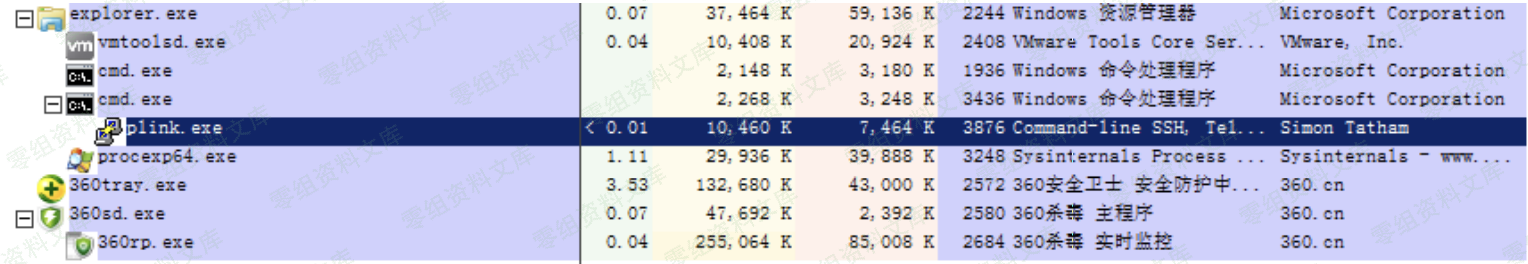 explorer.exe 0.07 37,464 K 59,136 K 2244 Windows 资源管理器 Microsoft Corporation
vmtoolsd.exe 0.04 10,408 K 20,924 K 2408 VMware Tools Core Ser... VMware, Inc.
cmd.exe 2,148 K 3,180 K 1936 Windows 命令处理程序 Microsoft Corporation
cmd.exe 2,268 K 3,248 K 3436 Windows 命令处理程序 Microsoft Corporation
plink.exe < 0.01 10,460 K 7,464 K 3876 Command-line SSH, Tel... Simon Tatham
procexp64.exe 1.11 29,936 K 39,888 K 3248 Sysinternals Process ... Sysinternals - www....
360tray.exe 3.53 132,680 K 43,000 K 2572 360安全卫士 安全防护中... 360.cn
360sd.exe 0.07 47,692 K 2,392 K 2580 360杀毒 主程序 360.cn
360rp.exe 0.04 255,064 K 85,008 K 2684 360杀毒 实时监控 360.cn
零组资料文库